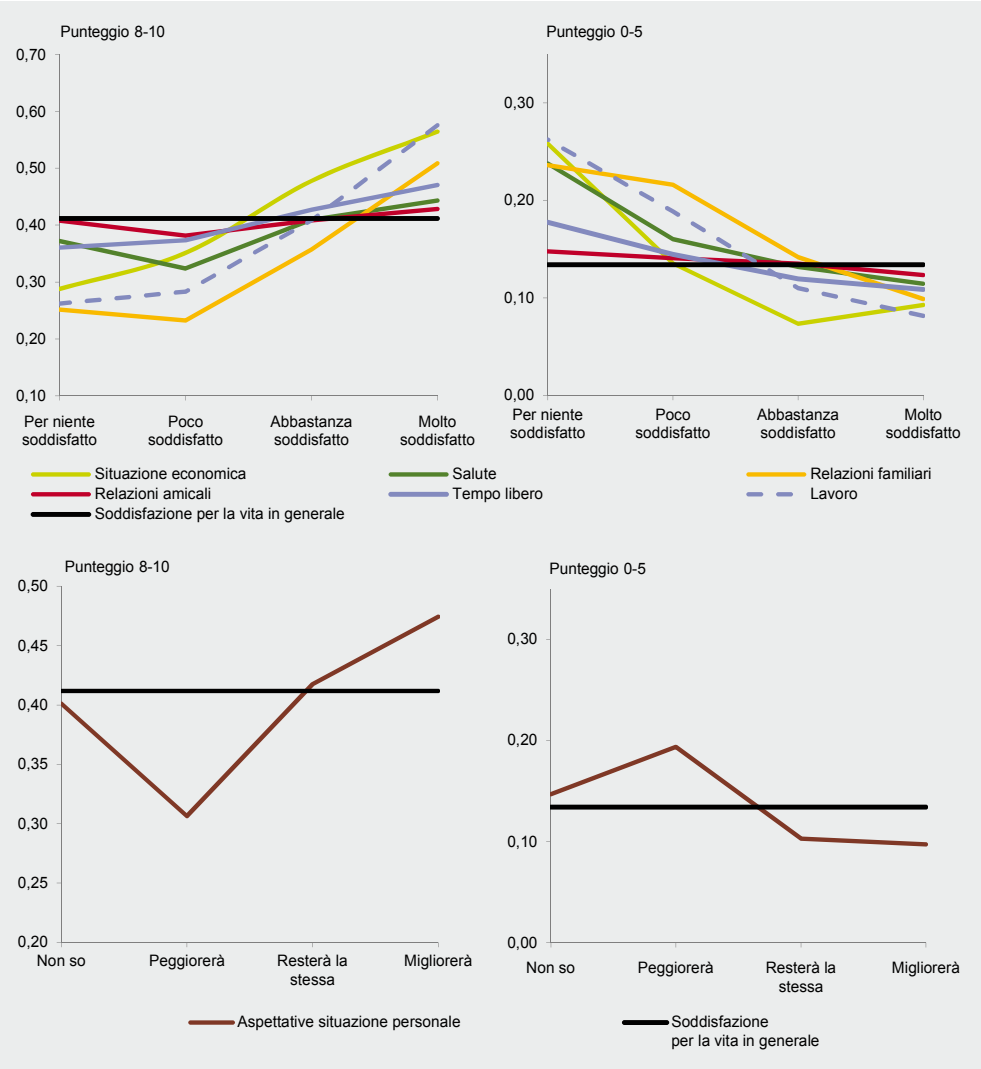 Punteggio 8-10
0,70
0,60
0,50
0,40
0,30
0,20
0,10
Per niente soddisfatto
Poco soddisfatto
Abbastanza soddisfatto
Molto soddisfatto
Punteggio 0-5
0,30
0,20
0,10
0,00
Per niente soddisfatto
Poco soddisfatto
Abbastanza soddisfatto
Molto soddisfatto
Situazione economica
Salute
Relazioni familiari
Relazioni amicali
Tempo libero
Lavoro
Soddisfazione per la vita in generale
Punteggio 8-10
0,50
0,45
0,40
0,35
0,30
0,25
0,20
Non so
Peggiorerà
Resterà la stessa
Migliorerà
Punteggio 0-5
0,30
0,20
0,10
0,00
Non so
Peggiorerà
Resterà la stessa
Migliorerà
Aspettative situazione personale
Soddisfazione
per la vita in generale